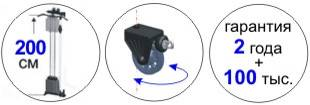 200
СМ
гарантия
2 года
+
100 тыс.